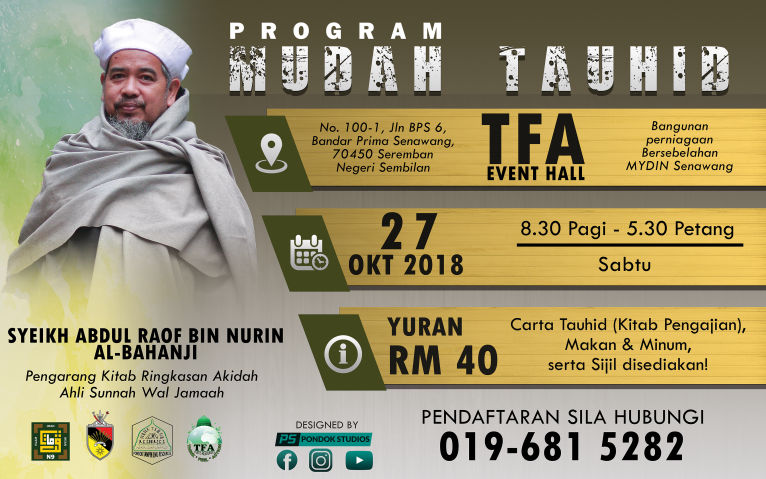 PROGRAM
MUDAH TAUHID
No. 100-1, Jln BPS 6,
Bandar Prima Senawang,
70450 Seremban
Negeri Sembilan
TFA
EVENT HALL
Bangunan
perniagaan
Bersebelahan
MYDIN Senawang
27
OKT 2018
8.30 Pagi - 5.30 Petang
Sabtu
YURAN
RM 40
Carta Tauhid (Kitab Pengajian),
Makan & Minum,
serta Sijil disediakan!
SYEIKH ABDUL RAOF BIN NURIN
AL-BAHANJI
Pengarang Kitab Ringkasan Akidah
Ahli Sunnah Wal Jamaah
N9
TFA
DESIGNED BY
PS PONDOK STUDIOS
PENDAFTARAN SILA HUBUNGI
019-681 5282